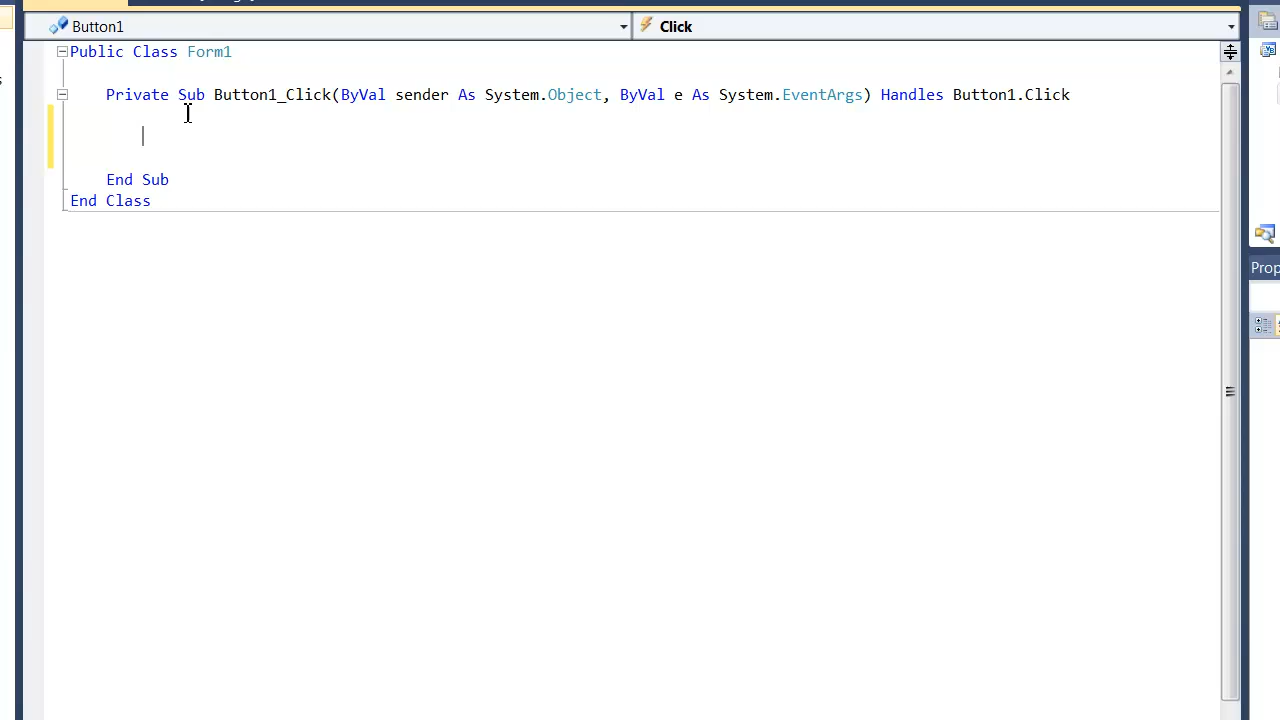 Button1
Click
Public Class Form1
Private Sub Button1_Click(ByVal sender As System.Object, ByVal e As System.EventArgs) Handles Button1.Click
End Sub
End Class
Prop